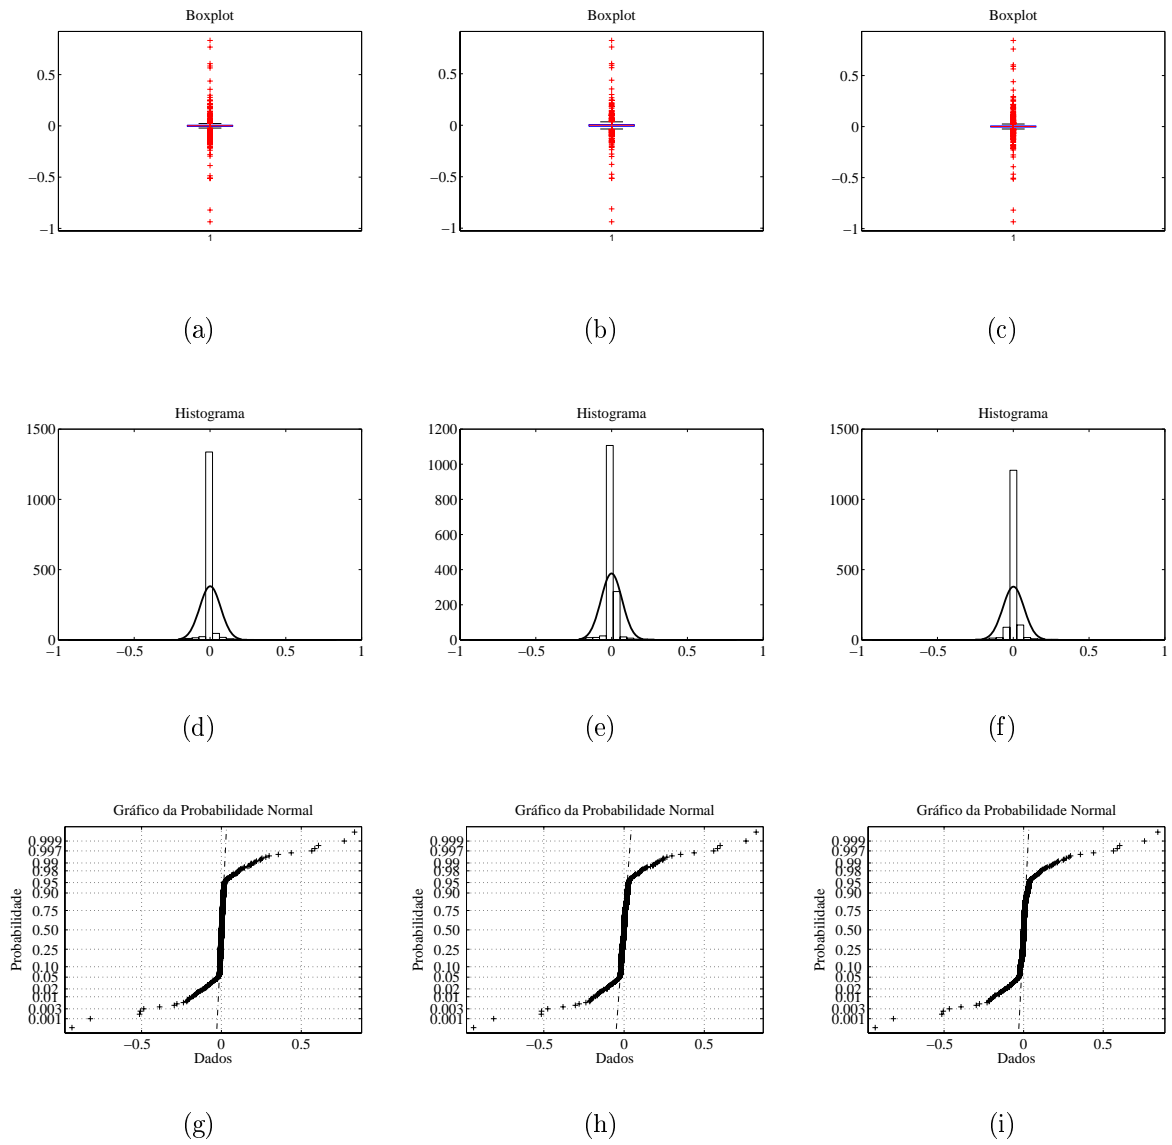 Boxplot Boxplot Boxplot
0.5 0.5 0.5
0 0 0
−0.5 −0.5 −0.5
−1 −1 −1
1 1 1
(a) (b) (c)
Histograma Histograma Histograma
1500 1200 1500
1000
1000 800 1000
600
500 400 500
200
0 0 0
−1 −0.5 0 0.5 1 −1 −0.5 0 0.5 1 −1 −0.5 0 0.5 1
(d) (e) (f)
Gráfico da Probabilidade Normal Gráfico da Probabilidade Normal Gráfico da Probabilidade Normal
0.999 0.999 0.999
0.997 0.997 0.997
0.99 0.99 0.99
0.98 0.98 0.98
0.95 0.95 0.95
0.90 0.90 0.90
0.75 0.75 0.75
0.50 0.50 0.50
0.25 0.25 0.25
0.10 0.10 0.10
0.05 0.05 0.05
0.02 0.02 0.02
0.01 0.01 0.01
0.003 0.003 0.003
0.001 0.001 0.001
Probabilidade Probabilidade Probabilidade
−0.5 0 0.5 −0.5 0 0.5 −0.5 0 0.5
Dados Dados Dados
(g) (h) (i)